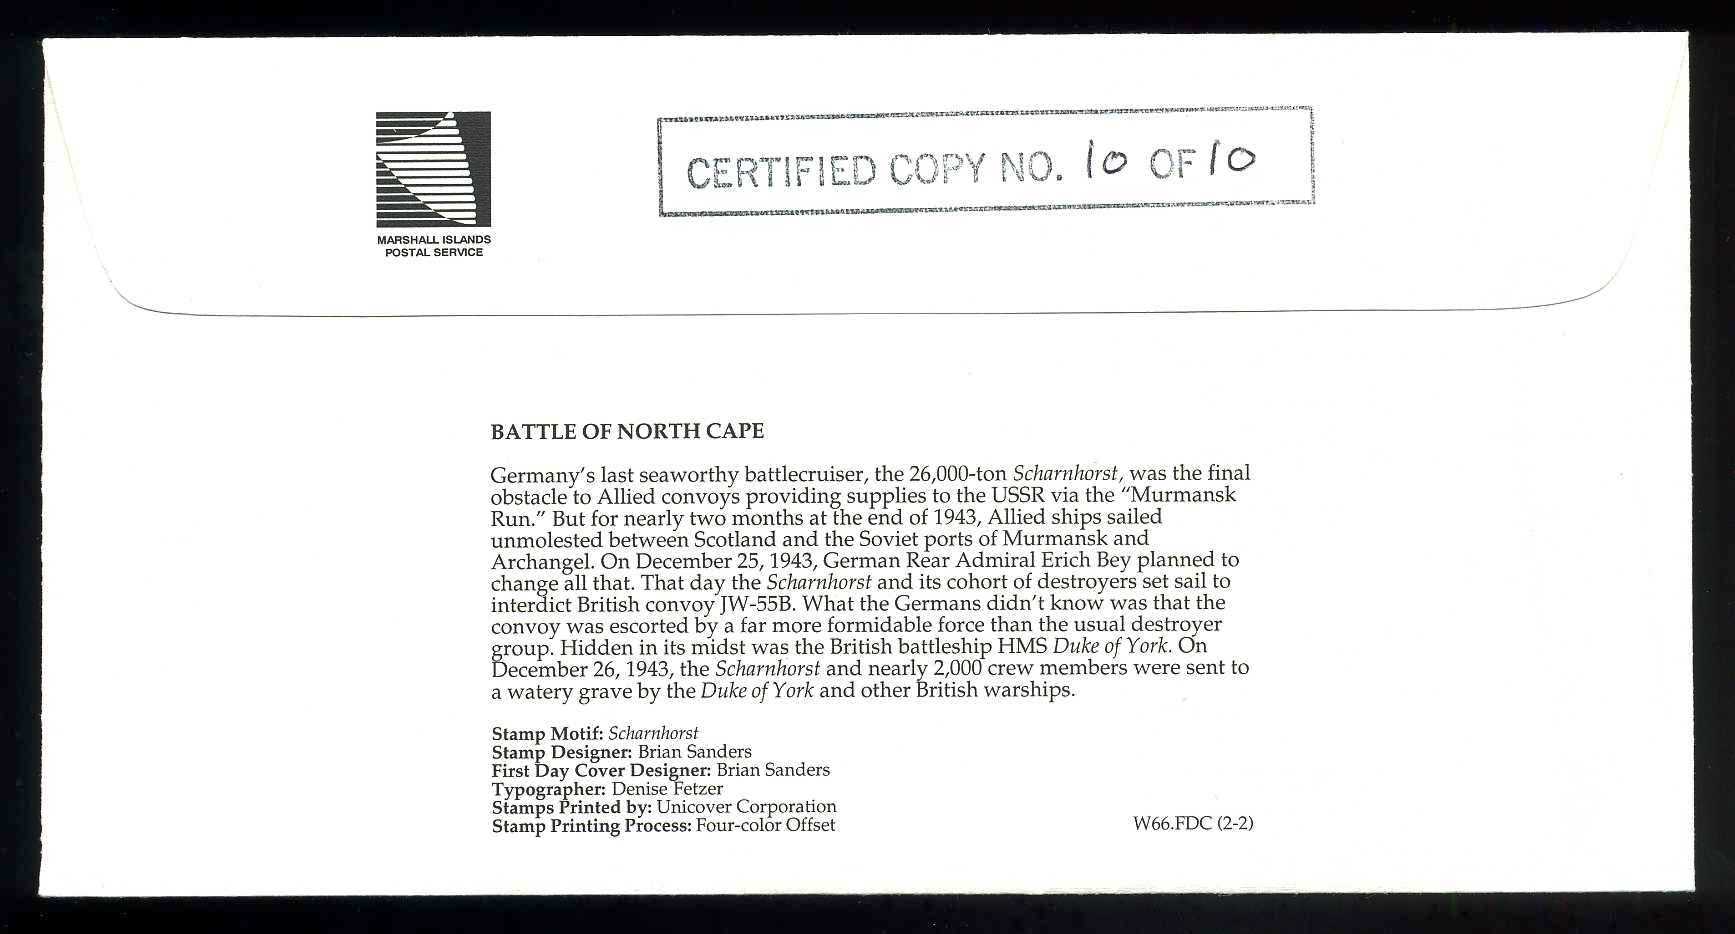 MARSHALL ISLANDS
POSTAL SERVICE
CERTIFIED COPY NO. 10 OF 10
BATTLE OF NORTH CAPE
Germany's last seaworthy battlecruiser, the 26,000-ton Scharnhorst, was the final
obstacle to Allied convoys providing supplies to the USSR via the "Murmansk
Run." But for nearly two months at the end of 1943, Allied ships sailed
unmolested between Scotland and the Soviet ports of Murmansk and
Archangel. On December 25, 1943, German Rear Admiral Erich Bey planned to
change all that. That day the Scharnhorst and its cohort of destroyers set sail to
interdict British convoy JW-55B. What the Germans didn't know was that the
convoy was escorted by a far more formidable force than the usual destroyer
group. Hidden in its midst was the British battleship HMS Duke of York. On
December 26, 1943, the Scharnhorst and nearly 2,000 crew members were sent to
a watery grave by the Duke of York and other British warships.
Stamp Motif: Scharnhorst
Stamp Designer: Brian Sanders
First Day Cover Designer: Brian Sanders
Typographer: Denise Fetzer
Stamps Printed by: Unicover Corporation
Stamp Printing Process: Four-color Offset
W66.FDC (2-2)